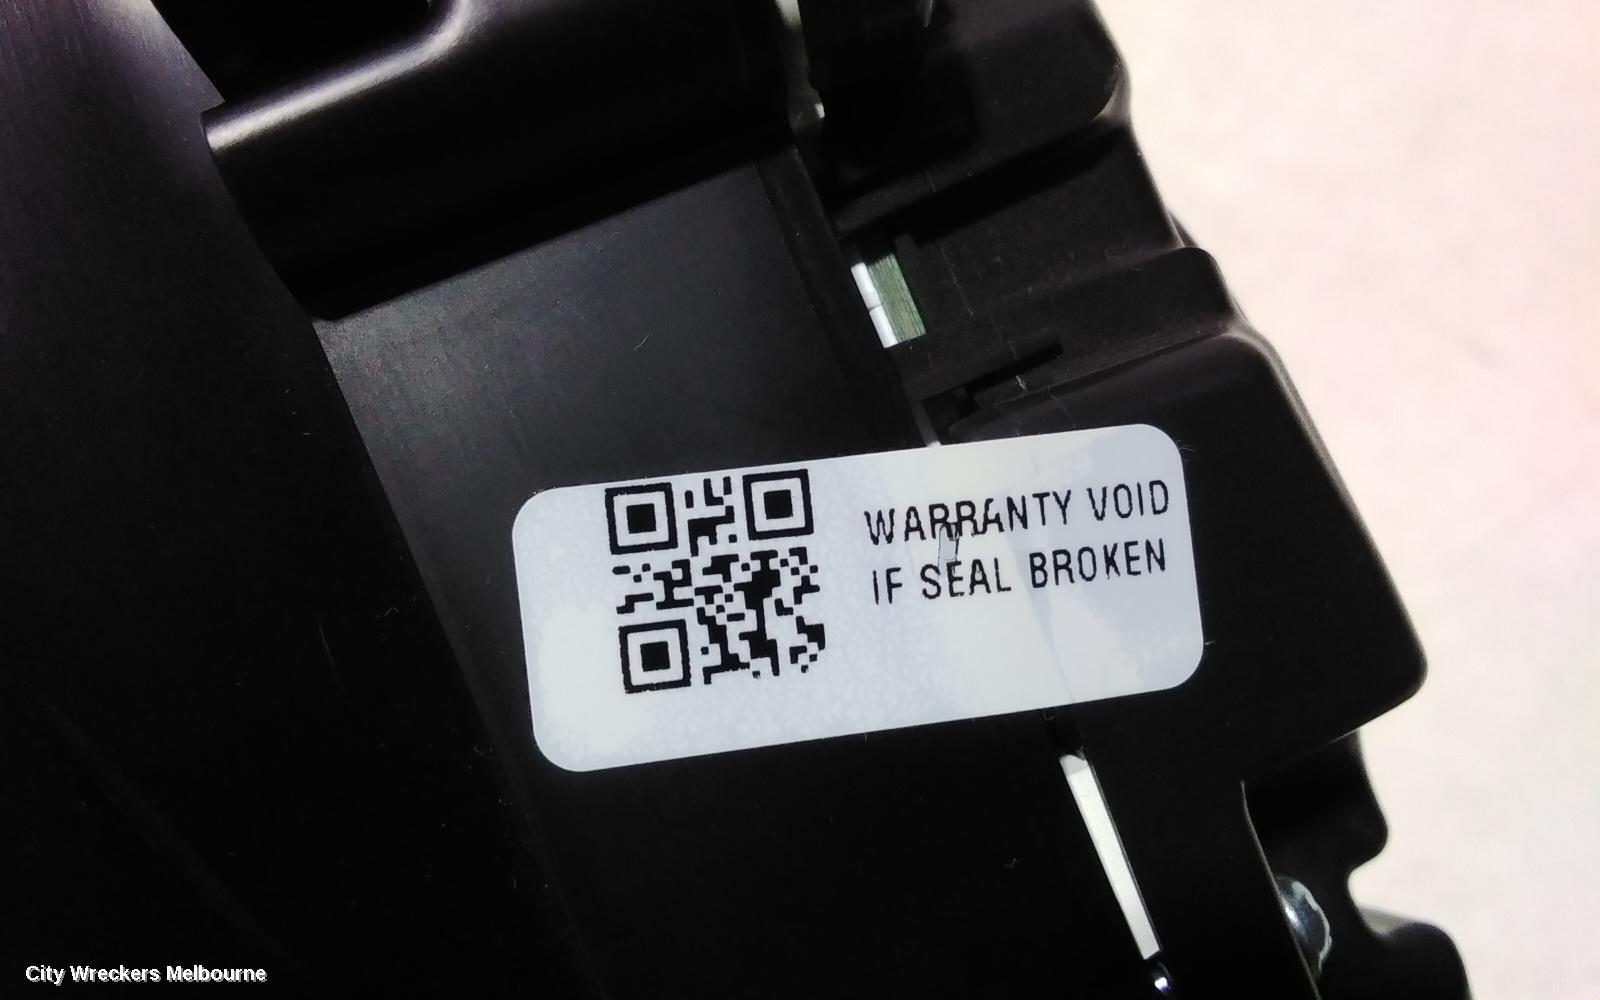 WARRANTY VOID
IF SEAL BROKEN
City Wreckers Melbourne